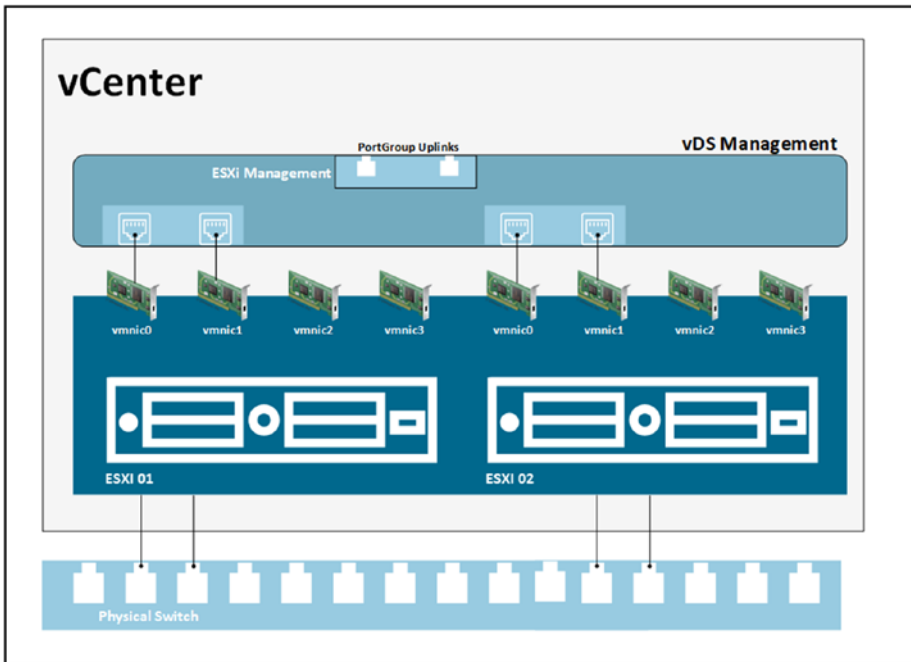 vCenter
PortGroup Uplinks
vDS Management
ESXi Management
vmnic0
vmnic1
vmnic2
vmnic3
vmnic0
vmnic1
vmnic2
vmnic3
ESXI 01
ESXI 02
Physical Switch